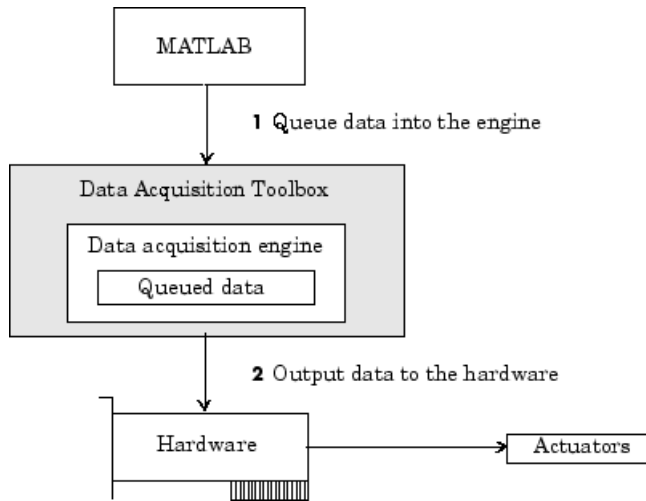 MATLAB
1 Queue data into the engine
Data Acquisition Toolbox
Data acquisition engine
Queued data
2 Output data to the hardware
Hardware
Actuators